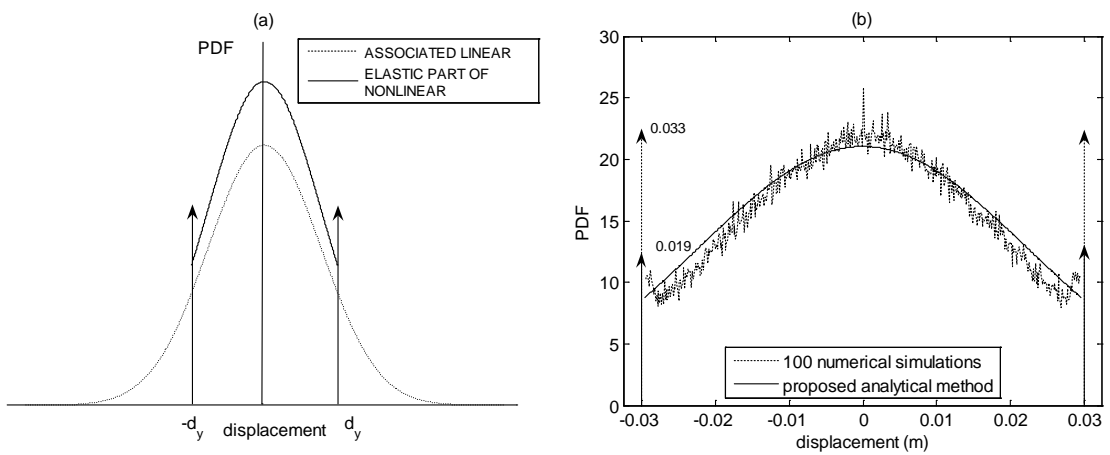 (a)
PDF
ASSOCIATED LINEAR
ELASTIC PART OF
NONLINEAR
-d_y displacement d_y
(b)
30
25
20
15
10
5
0
PDF
0.033
0.019
100 numerical simulations
proposed analytical method
-0.03 -0.02 -0.01 0 0.01 0.02 0.03
displacement (m)